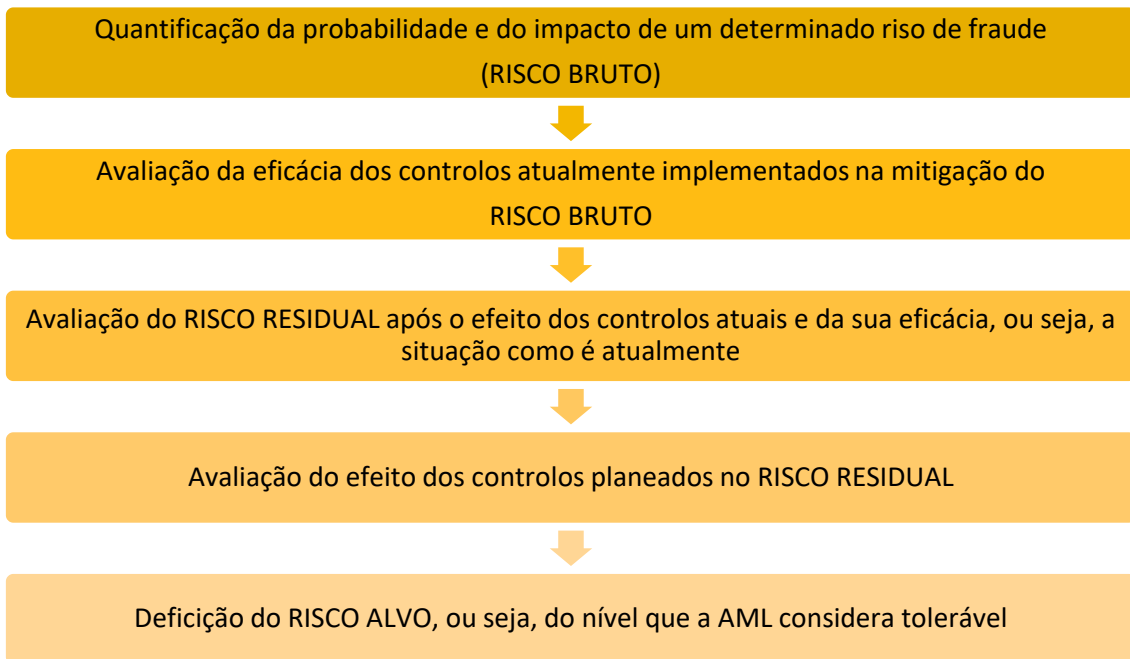 Quantificação da probabilidade e do impacto de um determinado riso de fraude
(RISCO BRUTO)
Avaliação da eficácia dos controlos atualmente implementados na mitigação do
RISCO BRUTO
Avaliação do RISCO RESIDUAL após o efeito dos controlos atuais e da sua eficácia, ou seja, a
situação como é atualmente
Avaliação do efeito dos controlos planeados no RISCO RESIDUAL
Deficição do RISCO ALVO, ou seja, do nível que a AML considera tolerável